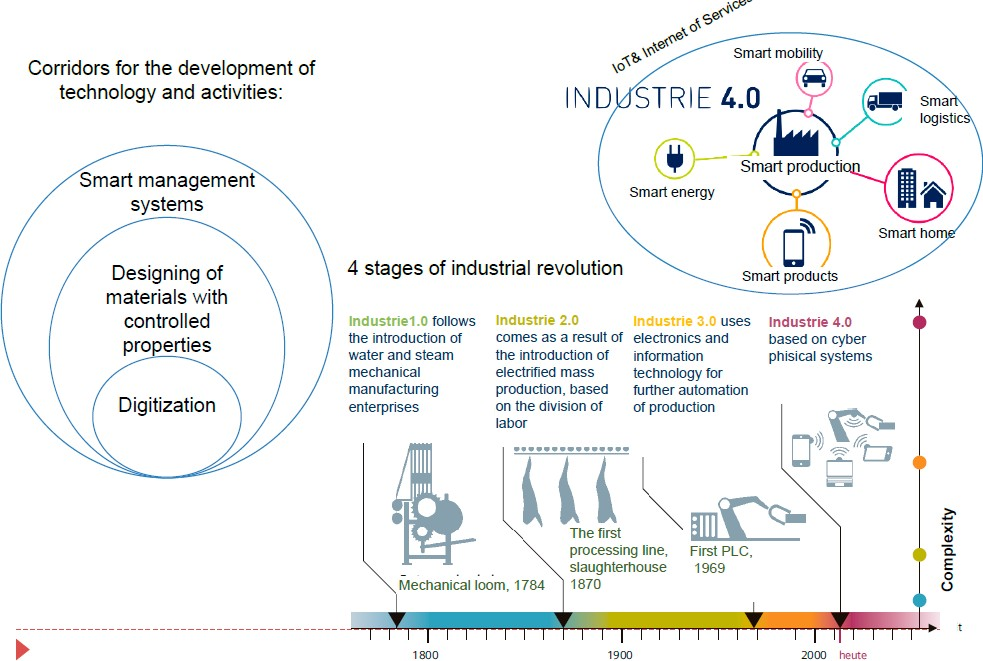 IoT& Internet of Services
Corridors for the development of
technology and activities:
Smart management
systems
Designing of
materials with
controlled
properties
Digitization
INDUSTRIE 4.0
Smart mobility
Smart
logistics
Smart production
Smart energy
Smart home
Smart products
4 stages of industrial revolution
Industrie1.0 follows
the introduction of
water and steam
mechanical
manufacturing
enterprises
Industrie 2.0
comes as a result of
the introduction of
electrified mass
production, based
on the division of
labor
Industrie 3.0 uses
electronics and
information
technology for
further automation
of production
Industrie 4.0
based on cyber
phisical systems
Mechanical loom, 1784
The first
processing line,
slaughterhouse
1870
First PLC,
1969
Complexity
t
1800
1900
2000
heute